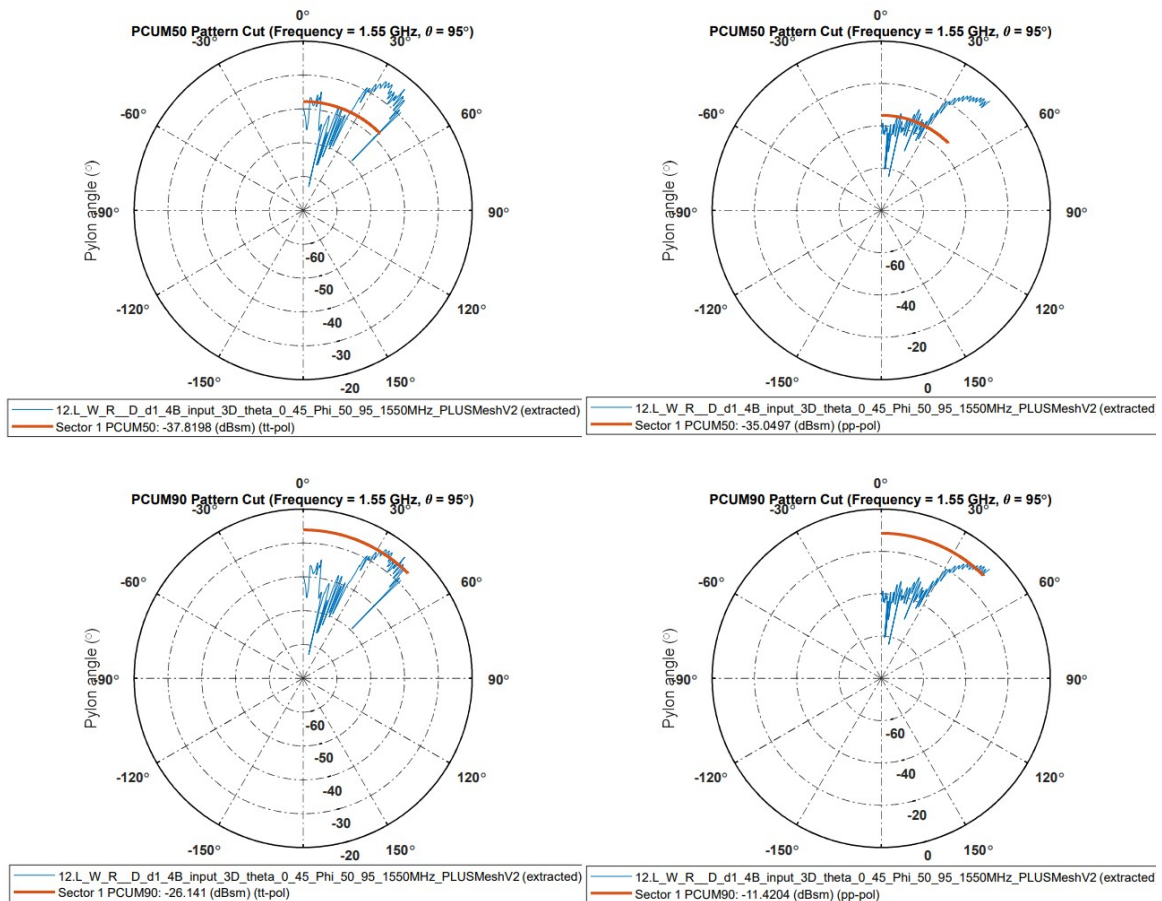 0°
PCUM50 Pattern Cut (Frequency = 1.55 GHz, θ = 95°)
-30° 30°
-60° 60°
-90° 90°
Pylon angle (°)
-60
-120° 120°
-50
-40
-30
-150° 150°
-20
12.L_W_R__D_d1_4B_input_3D_theta_0_45_Phi_50_95_1550MHz_PLUSMeshV2 (extracted)
Sector 1 PCUM50: -37.8198 (dBsm) (tt-pol)
0°
PCUM50 Pattern Cut (Frequency = 1.55 GHz, θ = 95°)
-30° 30°
-60° 60°
-90° 90°
Pylon angle (°)
-60
-120° 120°
-40
-20
-150° 150°
0
12.L_W_R__D_d1_4B_input_3D_theta_0_45_Phi_50_95_1550MHz_PLUSMeshV2 (extracted)
Sector 1 PCUM50: -35.0497 (dBsm) (pp-pol)
0°
PCUM90 Pattern Cut (Frequency = 1.55 GHz, θ = 95°)
-30° 30°
-60° 60°
-90° 90°
Pylon angle (°)
-60
-120° 120°
-50
-40
-30
-150° 150°
-20
12.L_W_R__D_d1_4B_input_3D_theta_0_45_Phi_50_95_1550MHz_PLUSMeshV2 (extracted)
Sector 1 PCUM90: -26.141 (dBsm) (tt-pol)
0°
PCUM90 Pattern Cut (Frequency = 1.55 GHz, θ = 95°)
-30° 30°
-60° 60°
-90° 90°
Pylon angle (°)
-60
-120° 120°
-40
-20
-150° 150°
0
12.L_W_R__D_d1_4B_input_3D_theta_0_45_Phi_50_95_1550MHz_PLUSMeshV2 (extracted)
Sector 1 PCUM90: -11.4204 (dBsm) (pp-pol)